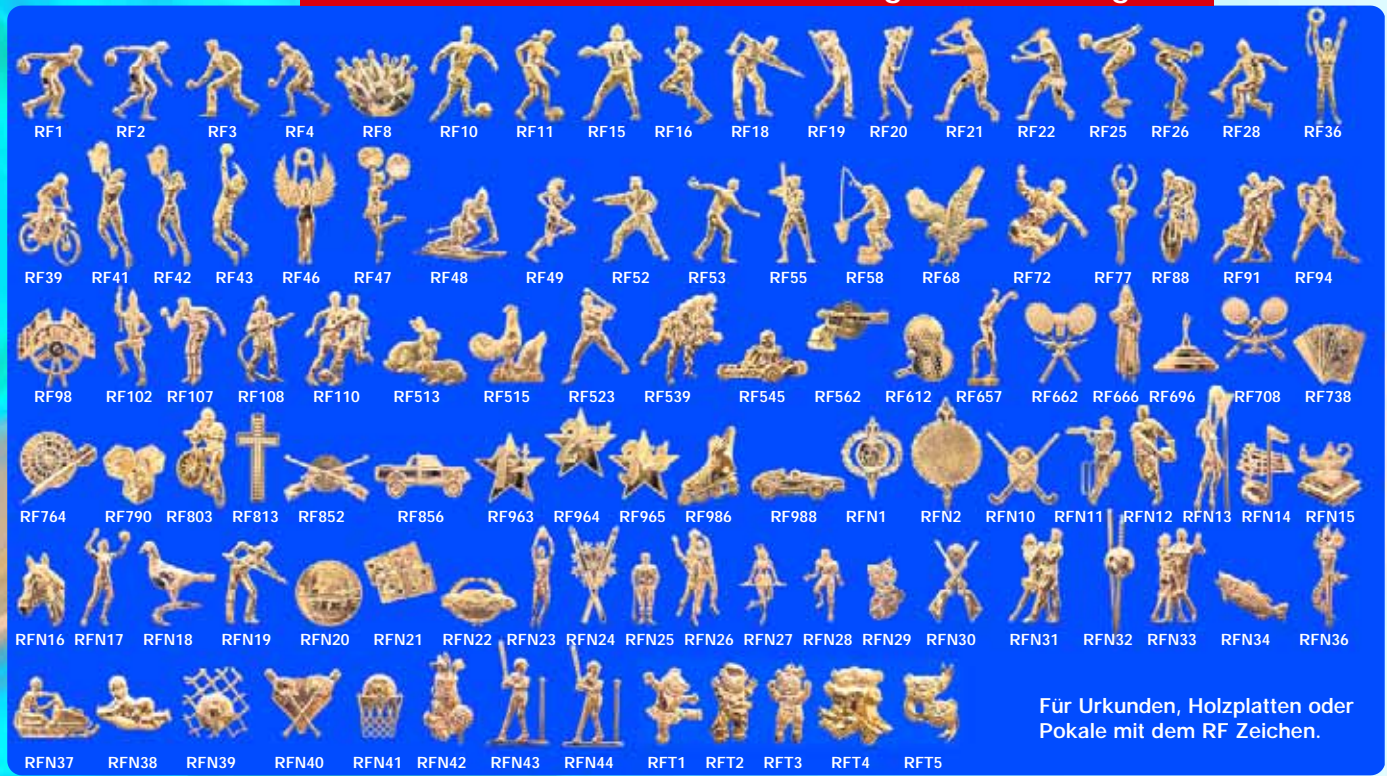 RF1 RF2 RF3 RF4 RF8 RF10 RF11 RF15 RF16 RF18 RF19 RF20 RF21 RF22 RF25 RF26 RF28 RF36
RF39 RF41 RF42 RF43 RF46 RF47 RF48 RF49 RF52 RF53 RF55 RF58 RF68 RF72 RF77 RF88 RF91 RF94
RF98 RF102 RF107 RF108 RF110 RF513 RF515 RF523 RF539 RF545 RF562 RF612 RF657 RF662 RF666 RF696 RF708 RF738
RF764 RF790 RF803 RF813 RF852 RF856 RF963 RF964 RF965 RF986 RF988 RFN1 RFN2 RFN10 RFN11 RFN12 RFN13 RFN14 RFN15
RFN16 RFN17 RFN18 RFN19 RFN20 RFN21 RFN22 RFN23 RFN24 RFN25 RFN26 RFN27 RFN28 RFN29 RFN30 RFN31 RFN32 RFN33 RFN34 RFN36
Für Urkunden, Holzplatten oder
Pokale mit dem RF Zeichen.
RFN37 RFN38 RFN39 RFN40 RFN41 RFN42 RFN43 RFN44 RFT1 RFT2 RFT3 RFT4 RFT5